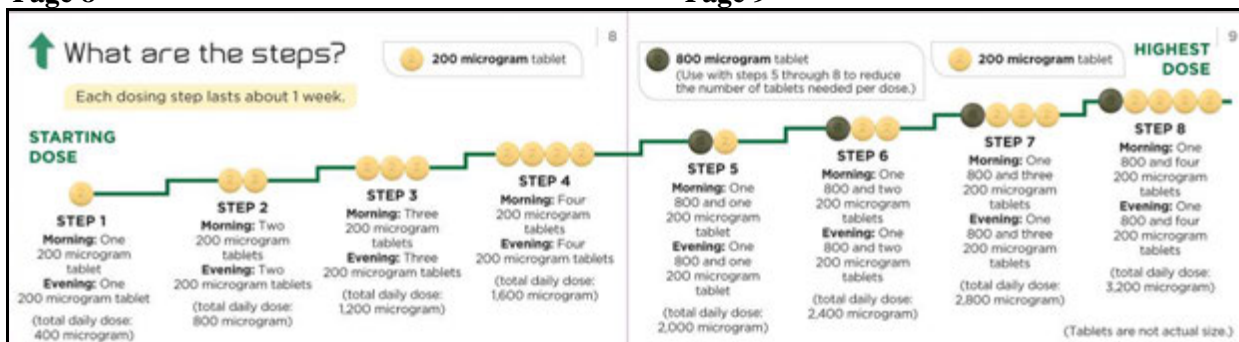 Page 8
Page 9
What are the steps?
200 microgram tablet
8
Each dosing step lasts about 1 week.
STARTING
DOSE
STEP 1
Morning: One
200 microgram
tablet
Evening: One
200 microgram tablet
(total daily dose:
400 microgram)
STEP 2
Morning: Two
200 microgram
tablets
Evening: Two
200 microgram tablets
(total daily dose:
800 microgram)
STEP 3
Morning: Three
200 microgram
tablets
Evening: Three
200 microgram tablets
(total daily dose:
1,200 microgram)
STEP 4
Morning: Four
200 microgram
tablets
Evening: Four
200 microgram tablets
(total daily dose:
1,600 microgram)
800 microgram tablet
(Use with steps 5 through 8 to reduce
the number of tablets needed per dose.)
200 microgram tablet
9
HIGHEST
DOSE
STEP 5
Morning: One
800 and one
200 microgram
tablet
Evening: One
800 and one
200 microgram
tablet
(total daily dose:
2,000 microgram)
STEP 6
Morning: One
800 and two
200 microgram
tablets
Evening: One
800 and two
200 microgram
tablets
(total daily dose:
2,400 microgram)
STEP 7
Morning: One
800 and three
200 microgram
tablets
Evening: One
800 and three
200 microgram
tablets
(total daily dose:
2,800 microgram)
STEP 8
Morning: One
800 and four
200 microgram
tablets
Evening: One
800 and four
200 microgram
tablets
(total daily dose:
3,200 microgram)
(Tablets are not actual size.)